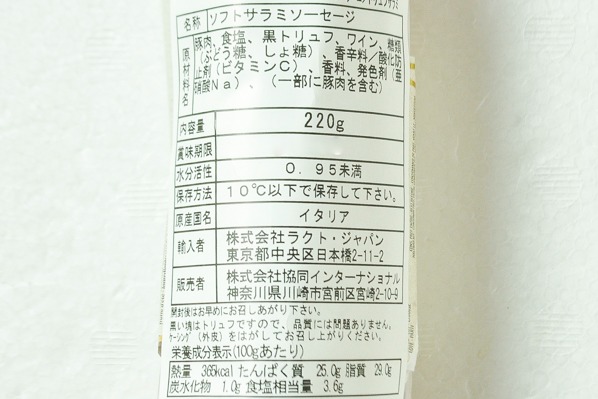 名称 ソフトサラミソーセージ
原材料名 豚肉、食塩、黒トリュフ、ワイン、糖類
(ぶどう糖、しょ糖)、香辛料/酸化防
止剤(ビタミンC)、香料、発色剤(亜
硝酸Na)、(一部に豚肉を含む)
内容量 220g
賞味期限
水分活性 0.95未満
保存方法 10℃以下で保存して下さい。
原産国名 イタリア
輸入者 株式会社ラクト・ジャパン
東京都中央区日本橋2-11-2
販売者 株式会社協同インターナショナル
神奈川県川崎市宮前区宮崎2-10-9
開封後はお早めにお召しあがり下さい。
黒い塊はトリュフですので、品質には問題ありません。
ケーシング(外皮)をはがしてお召し上がりください。
栄養成分表示(100gあたり)
熱量 365kcal たんぱく質 25.0g 脂質 29.0g
炭水化物 1.0g 食塩相当量 3.6g